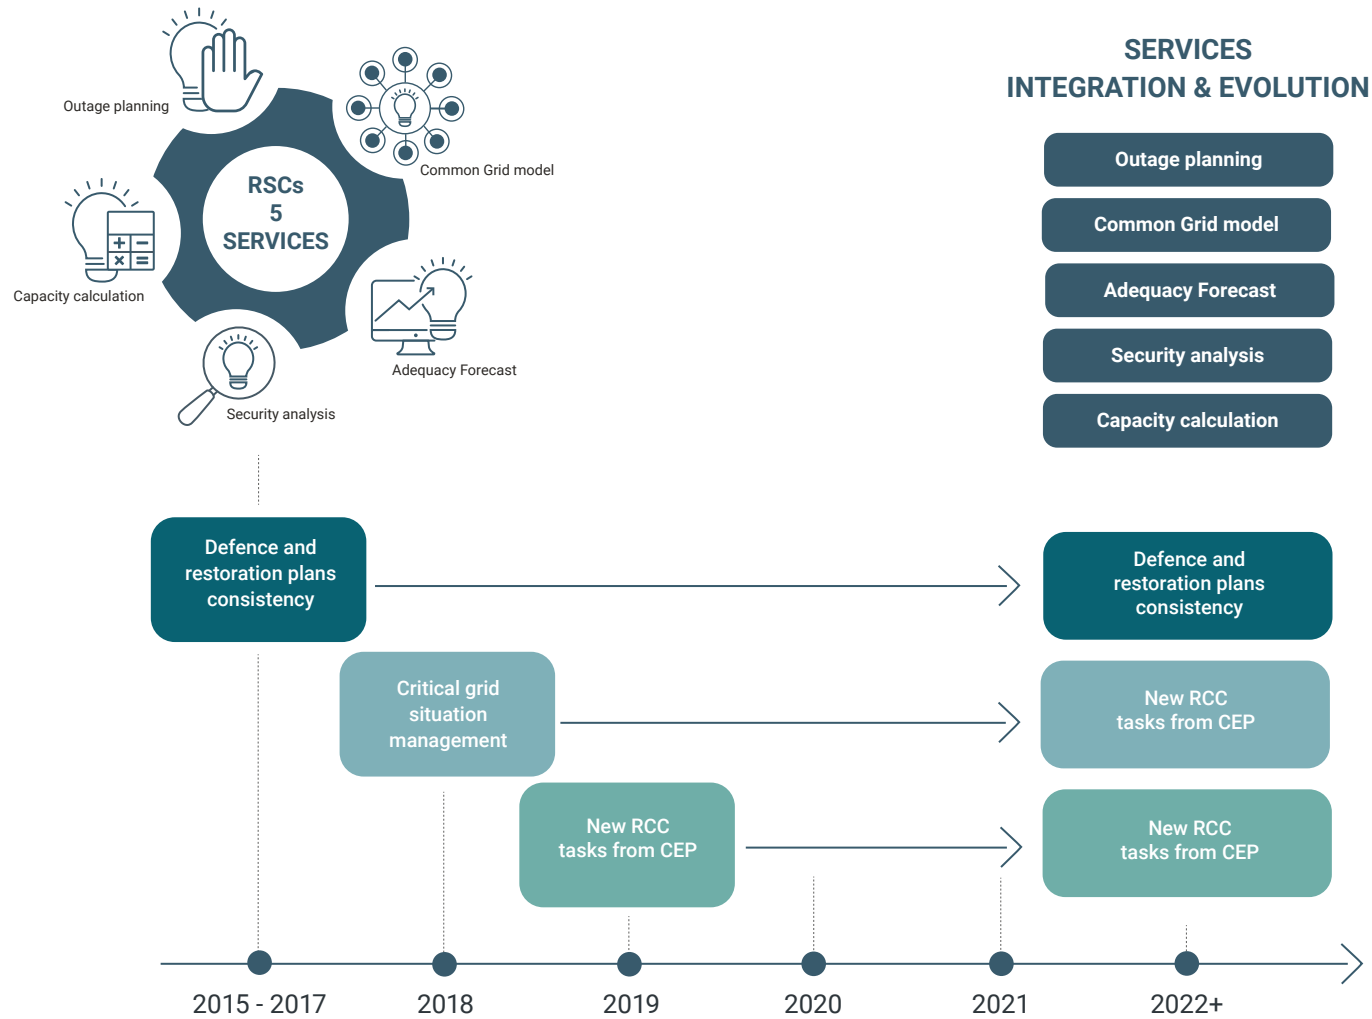 Outage planning
Common Grid model
RSCs
5
SERVICES
Capacity calculation
Adequacy Forecast
Security analysis
SERVICES
INTEGRATION & EVOLUTION
Outage planning
Common Grid model
Adequacy Forecast
Security analysis
Capacity calculation
Defence and
restoration plans
consistency
Defence and
restoration plans
consistency
Critical grid
situation
management
New RCC
tasks from CEP
New RCC
tasks from CEP
New RCC
tasks from CEP
2015 - 2017
2018
2019
2020
2021
2022+